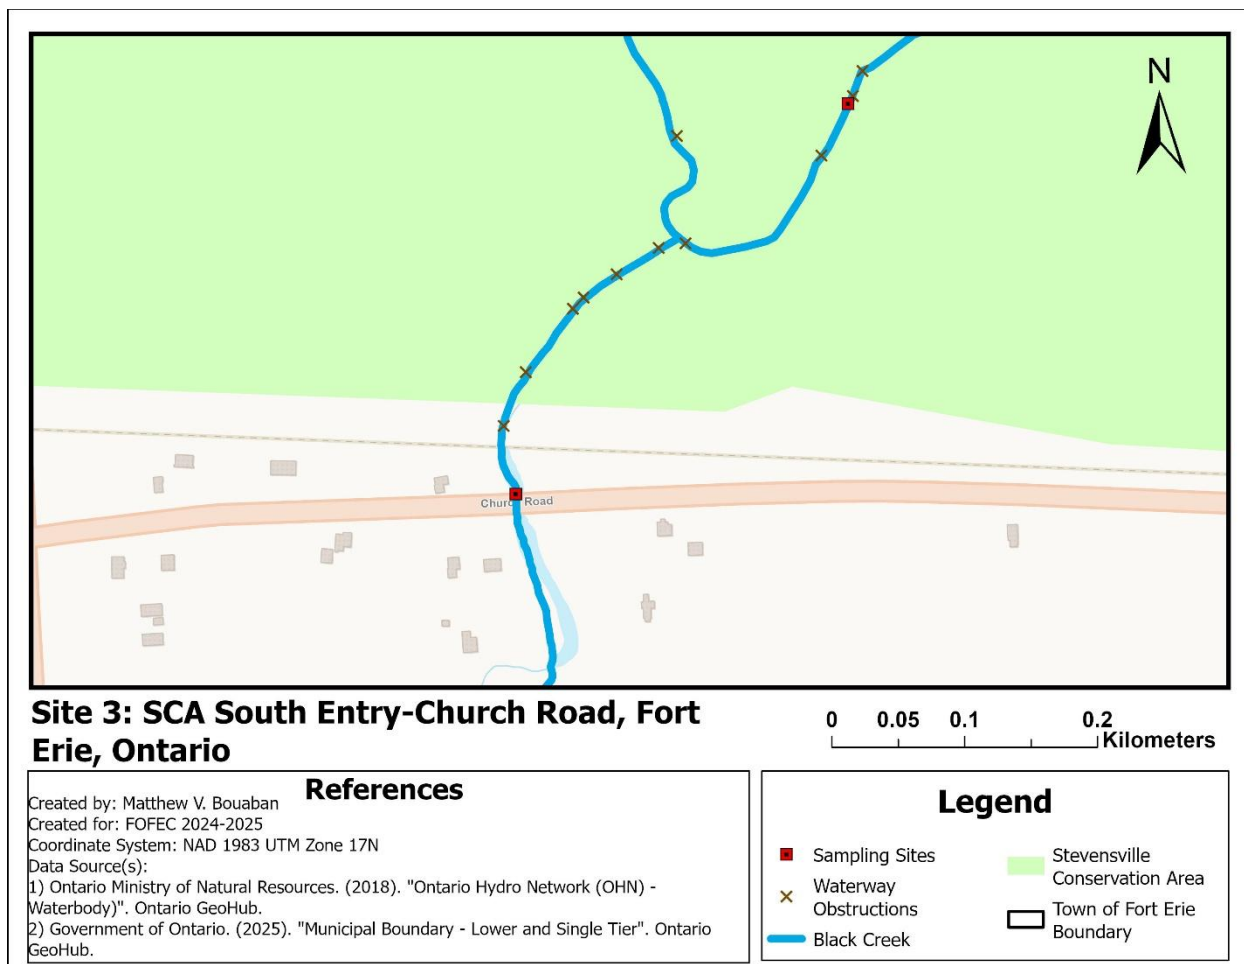 N
Church Road
Site 3: SCA South Entry-Church Road, Fort
Erie, Ontario
0 0.05 0.1 0.2
Kilometers
References
Created by: Matthew V. Bouaban
Created for: FOFEC 2024-2025
Coordinate System: NAD 1983 UTM Zone 17N
Data Source(s):
1) Ontario Ministry of Natural Resources. (2018). "Ontario Hydro Network (OHN) -
Waterbody)". Ontario GeoHub.
2) Government of Ontario. (2025). "Municipal Boundary - Lower and Single Tier". Ontario
GeoHub.
Legend
Sampling Sites
Waterway
Obstructions
Black Creek
Stevensville
Conservation Area
Town of Fort Erie
Boundary